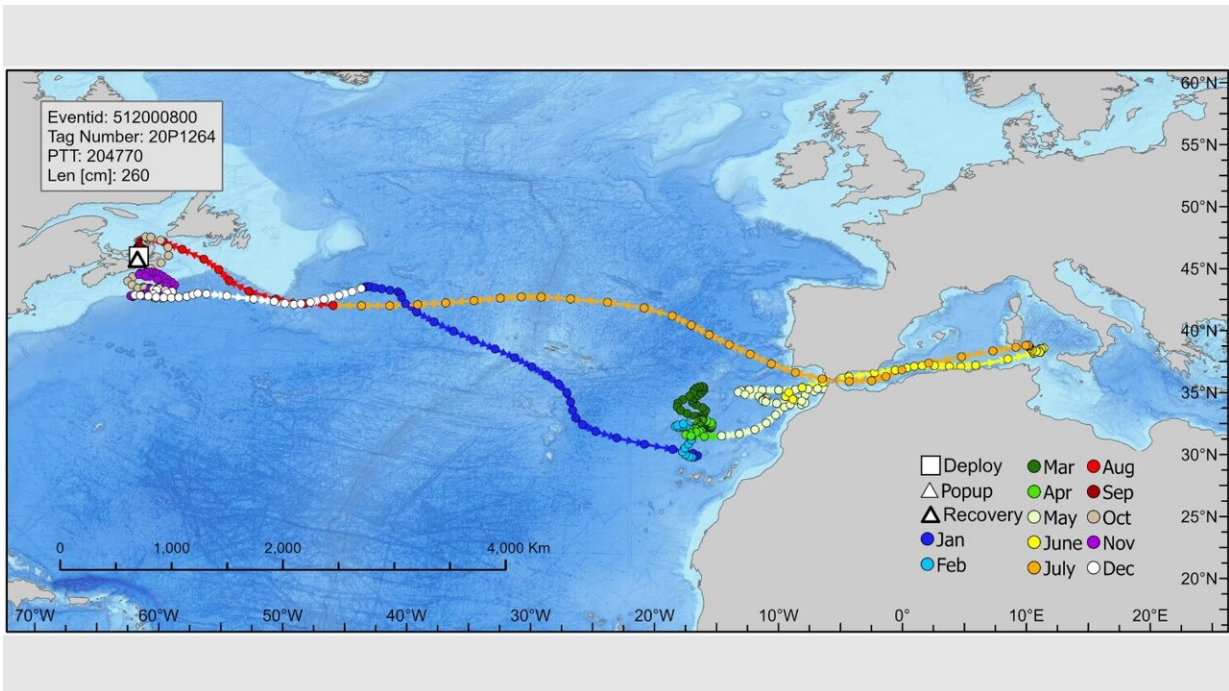 Eventid: 512000800
Tag Number: 20P1264
PTT: 204770
Len [cm]: 260
60°N
55°N
50°N
45°N
40°N
35°N
30°N
25°N
20°N
Deploy
Popup
Recovery
Jan
Feb
Mar
Apr
May
June
July
Aug
Sep
Oct
Nov
Dec
0 1,000 2,000 4,000 Km
70°W 60°W 50°W 40°W 30°W 20°W 10°W 0° 10°E 20°E